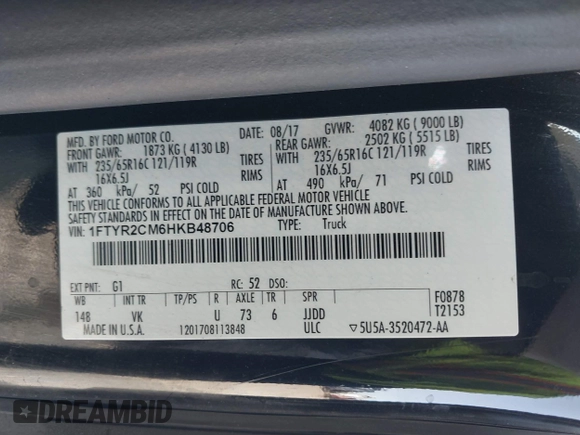 MFD. BY FORD MOTOR CO.
DATE: 08/17 GVWR: 4082 KG ( 9000 LB)
FRONT GAWR: 1873 KG ( 4130 LB) REAR GAWR: 2502 KG ( 5515 LB)
WITH 235/65R16C 121/119R TIRES WITH 235/65R16C 121/119R TIRES
16X6.5J RIMS 16X6.5J RIMS
AT 360 kPa/ 52 PSI COLD AT 490 kPa/ 71 PSI COLD
THIS VEHICLE CONFORMS TO ALL APPLICABLE FEDERAL MOTOR VEHICLE
SAFETY STANDARDS IN EFFECT ON THE DATE OF MANUFACTURE SHOWN ABOVE.
VIN: 1FTYR2CM6HKB48706 TYPE: Truck
EXT PNT: G1 RC: 52 DSO:
WB INT TR TP/PS R AXLE TR SPR F0878
148 VK U 73 6 JJDD T2153
MADE IN U.S.A. 1201708113848 ULC ▽5U5A-3520472-AA
DREAMBID